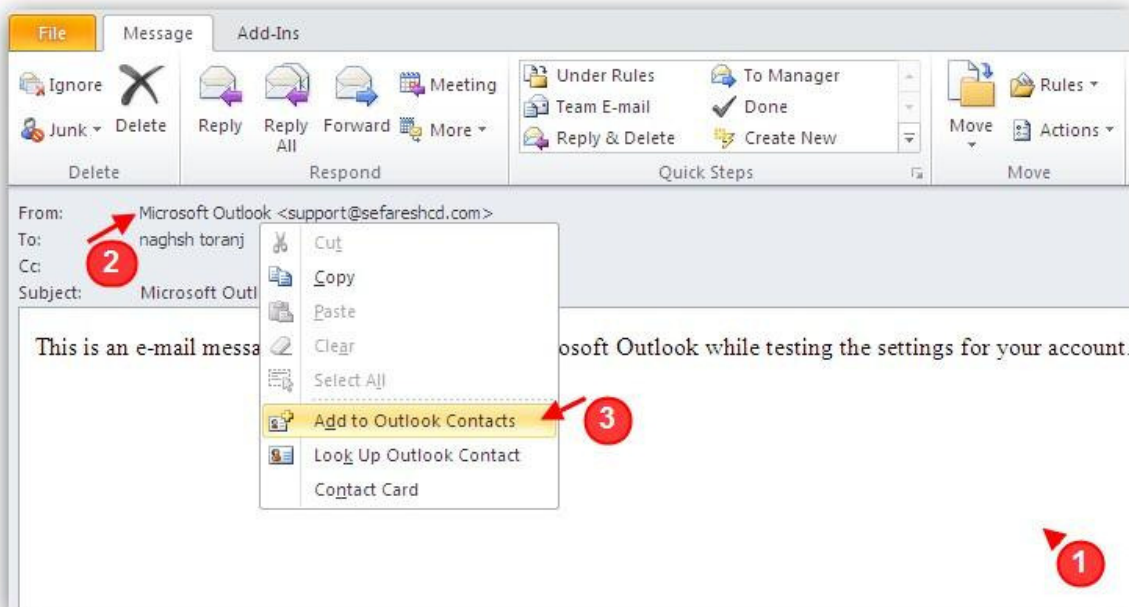 File Message Add-Ins
Ignore
Junk
Delete
Reply
Reply All
Forward
Meeting
More
Under Rules To Manager
Team E-mail Done
Reply & Delete Create New
Move
Rules
Actions
Delete Respond Quick Steps Move
From: Microsoft Outlook <support@sefareshcd.com>
To: naghsh toranj
2
Cc:
Subject: Microsoft Outl
Cut
Copy
Paste
This is an e-mail messa osoft Outlook while testing the settings for your account.
Clear
Select All
Add to Outlook Contacts 3
Look Up Outlook Contact
Contact Card
1